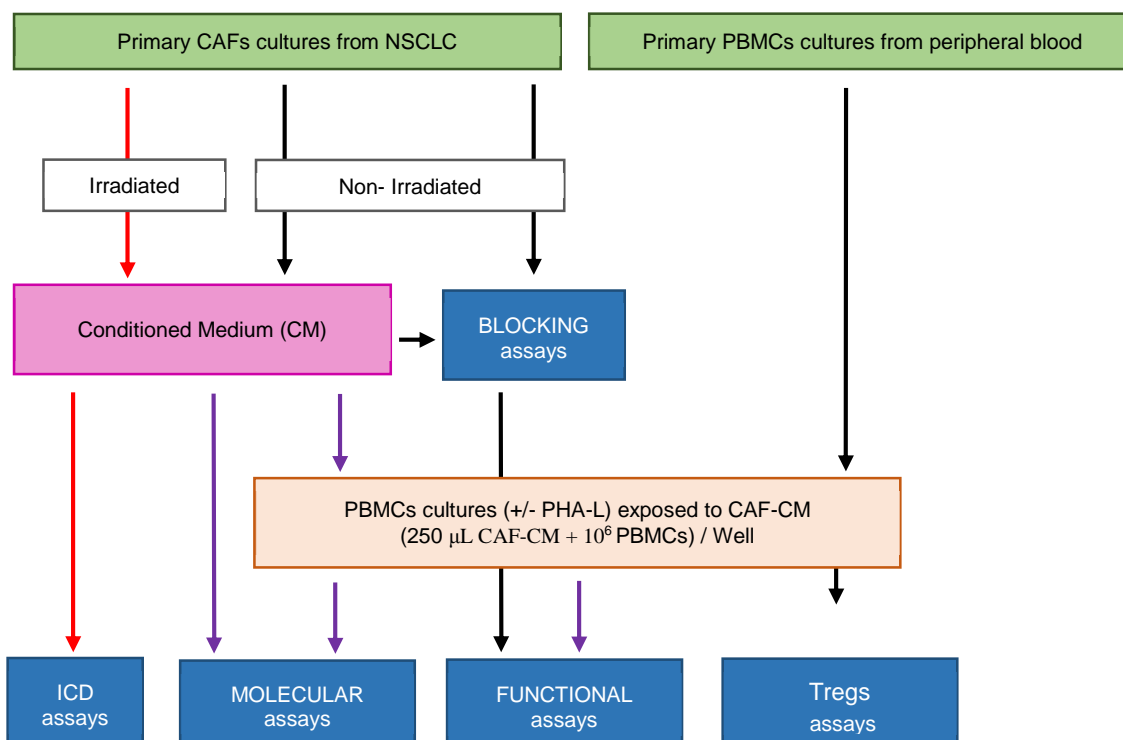 Primary CAFs cultures from NSCLC
Primary PBMCs cultures from peripheral blood
Irradiated
Non- Irradiated
Conditioned Medium (CM)
BLOCKING
assays
PBMCs cultures (+/- PHA-L) exposed to CAF-CM
(250 µL CAF-CM + 10⁶ PBMCs) / Well
ICD
assays
MOLECULAR
assays
FUNCTIONAL
assays
Tregs
assays